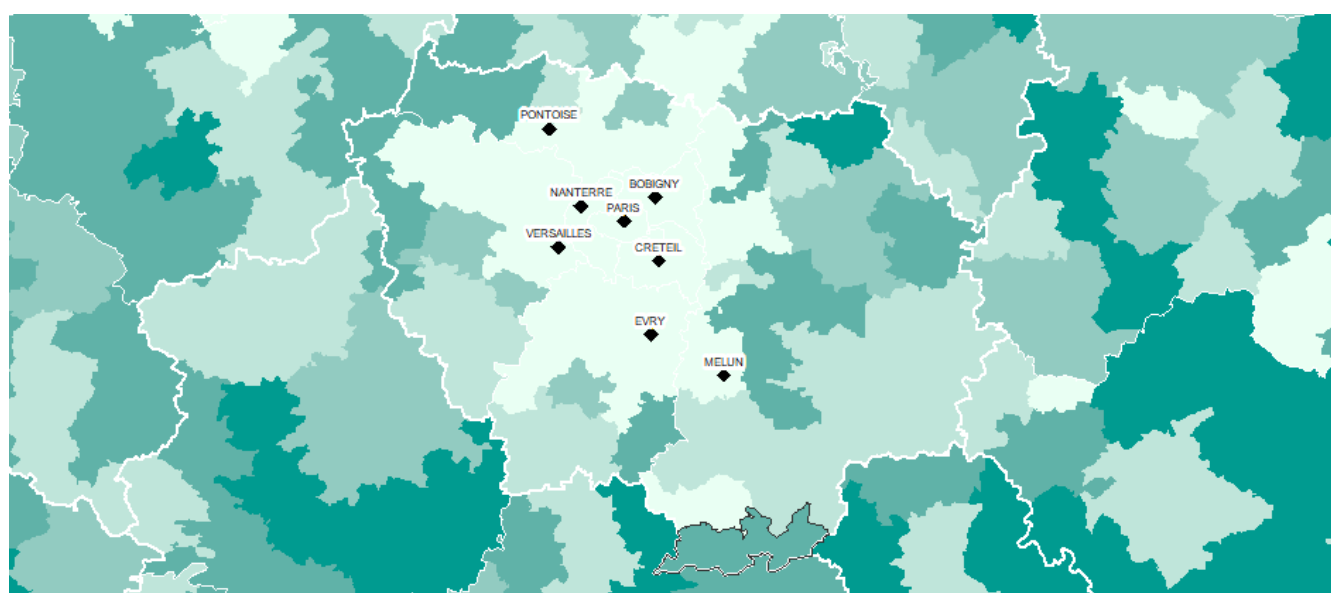 PONTOISE
BOBIGNY
NANTERRE
PARIS
VERSAILLES
CRETEIL
EVRY
MELUN